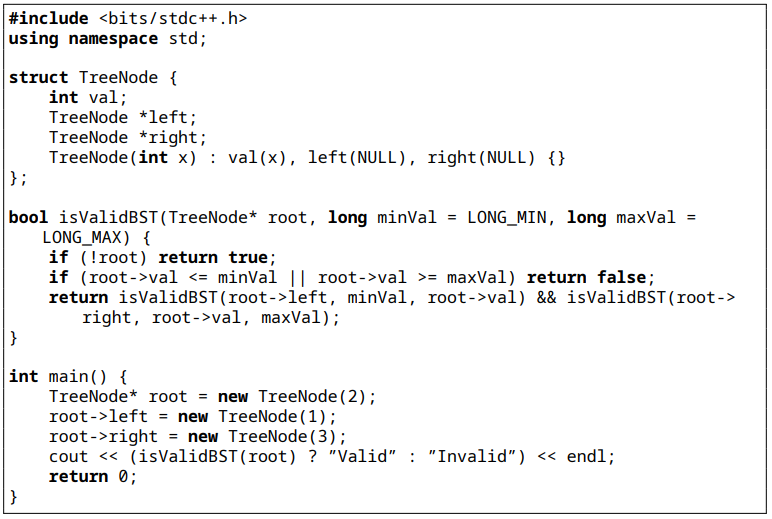 #include <bits/stdc++.h>
using namespace std;

struct TreeNode {
    int val;
    TreeNode *left;
    TreeNode *right;
    TreeNode(int x) : val(x), left(NULL), right(NULL) {}
};

bool isValidBST(TreeNode* root, long minVal = LONG_MIN, long maxVal =
    LONG_MAX) {
    if (!root) return true;
    if (root->val <= minVal || root->val >= maxVal) return false;
    return isValidBST(root->left, minVal, root->val) && isValidBST(root->
        right, root->val, maxVal);
}

int main() {
    TreeNode* root = new TreeNode(2);
    root->left = new TreeNode(1);
    root->right = new TreeNode(3);
    cout << (isValidBST(root) ? ”Valid” : ”Invalid”) << endl;
    return 0;
}